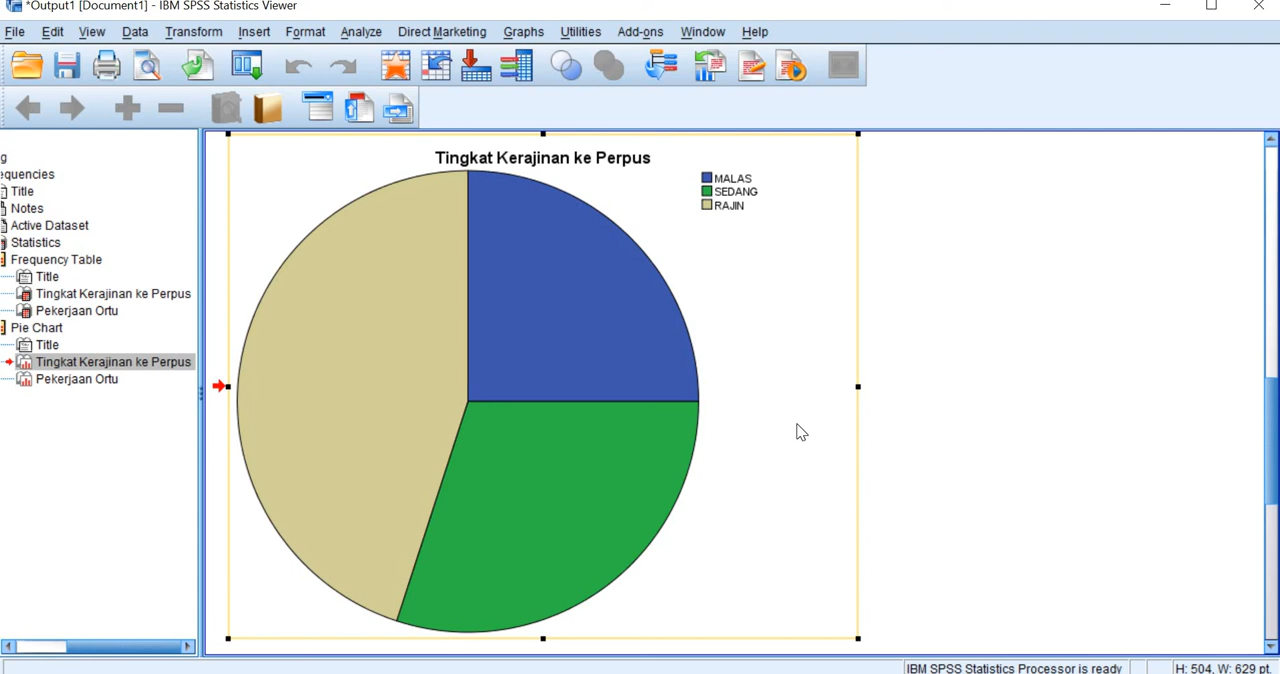 *Output1 [Document1] - IBM SPSS Statistics Viewer
File Edit View Data Transform Insert Format Analyze Direct Marketing Graphs Utilities Add-ons Window Help
g
equencies
Title
Notes
Active Dataset
Statistics
Frequency Table
Title
Tingkat Kerajinan ke Perpus
Pekerjaan Ortu
Pie Chart
Title
Tingkat Kerajinan ke Perpus
Pekerjaan Ortu
Tingkat Kerajinan ke Perpus
MALAS
SEDANG
RAJIN
IBM SPSS Statistics Processor is ready
H: 504, W: 629 pt.